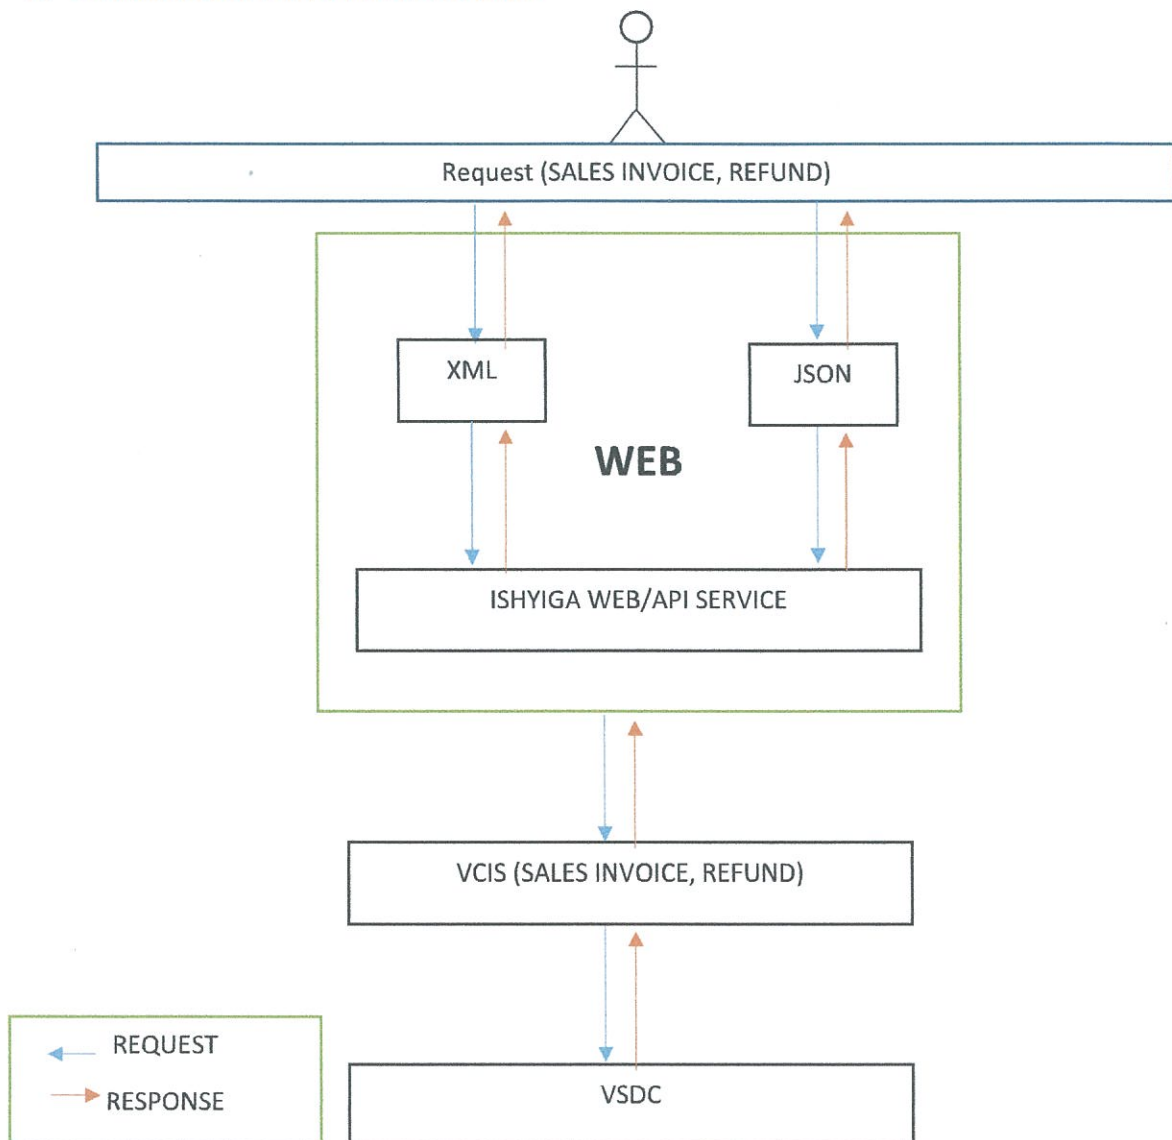 Request (SALES INVOICE, REFUND)
XML
JSON
WEB
ISHYIGA WEB/API SERVICE
VCIS (SALES INVOICE, REFUND)
REQUEST
RESPONSE
VSDC